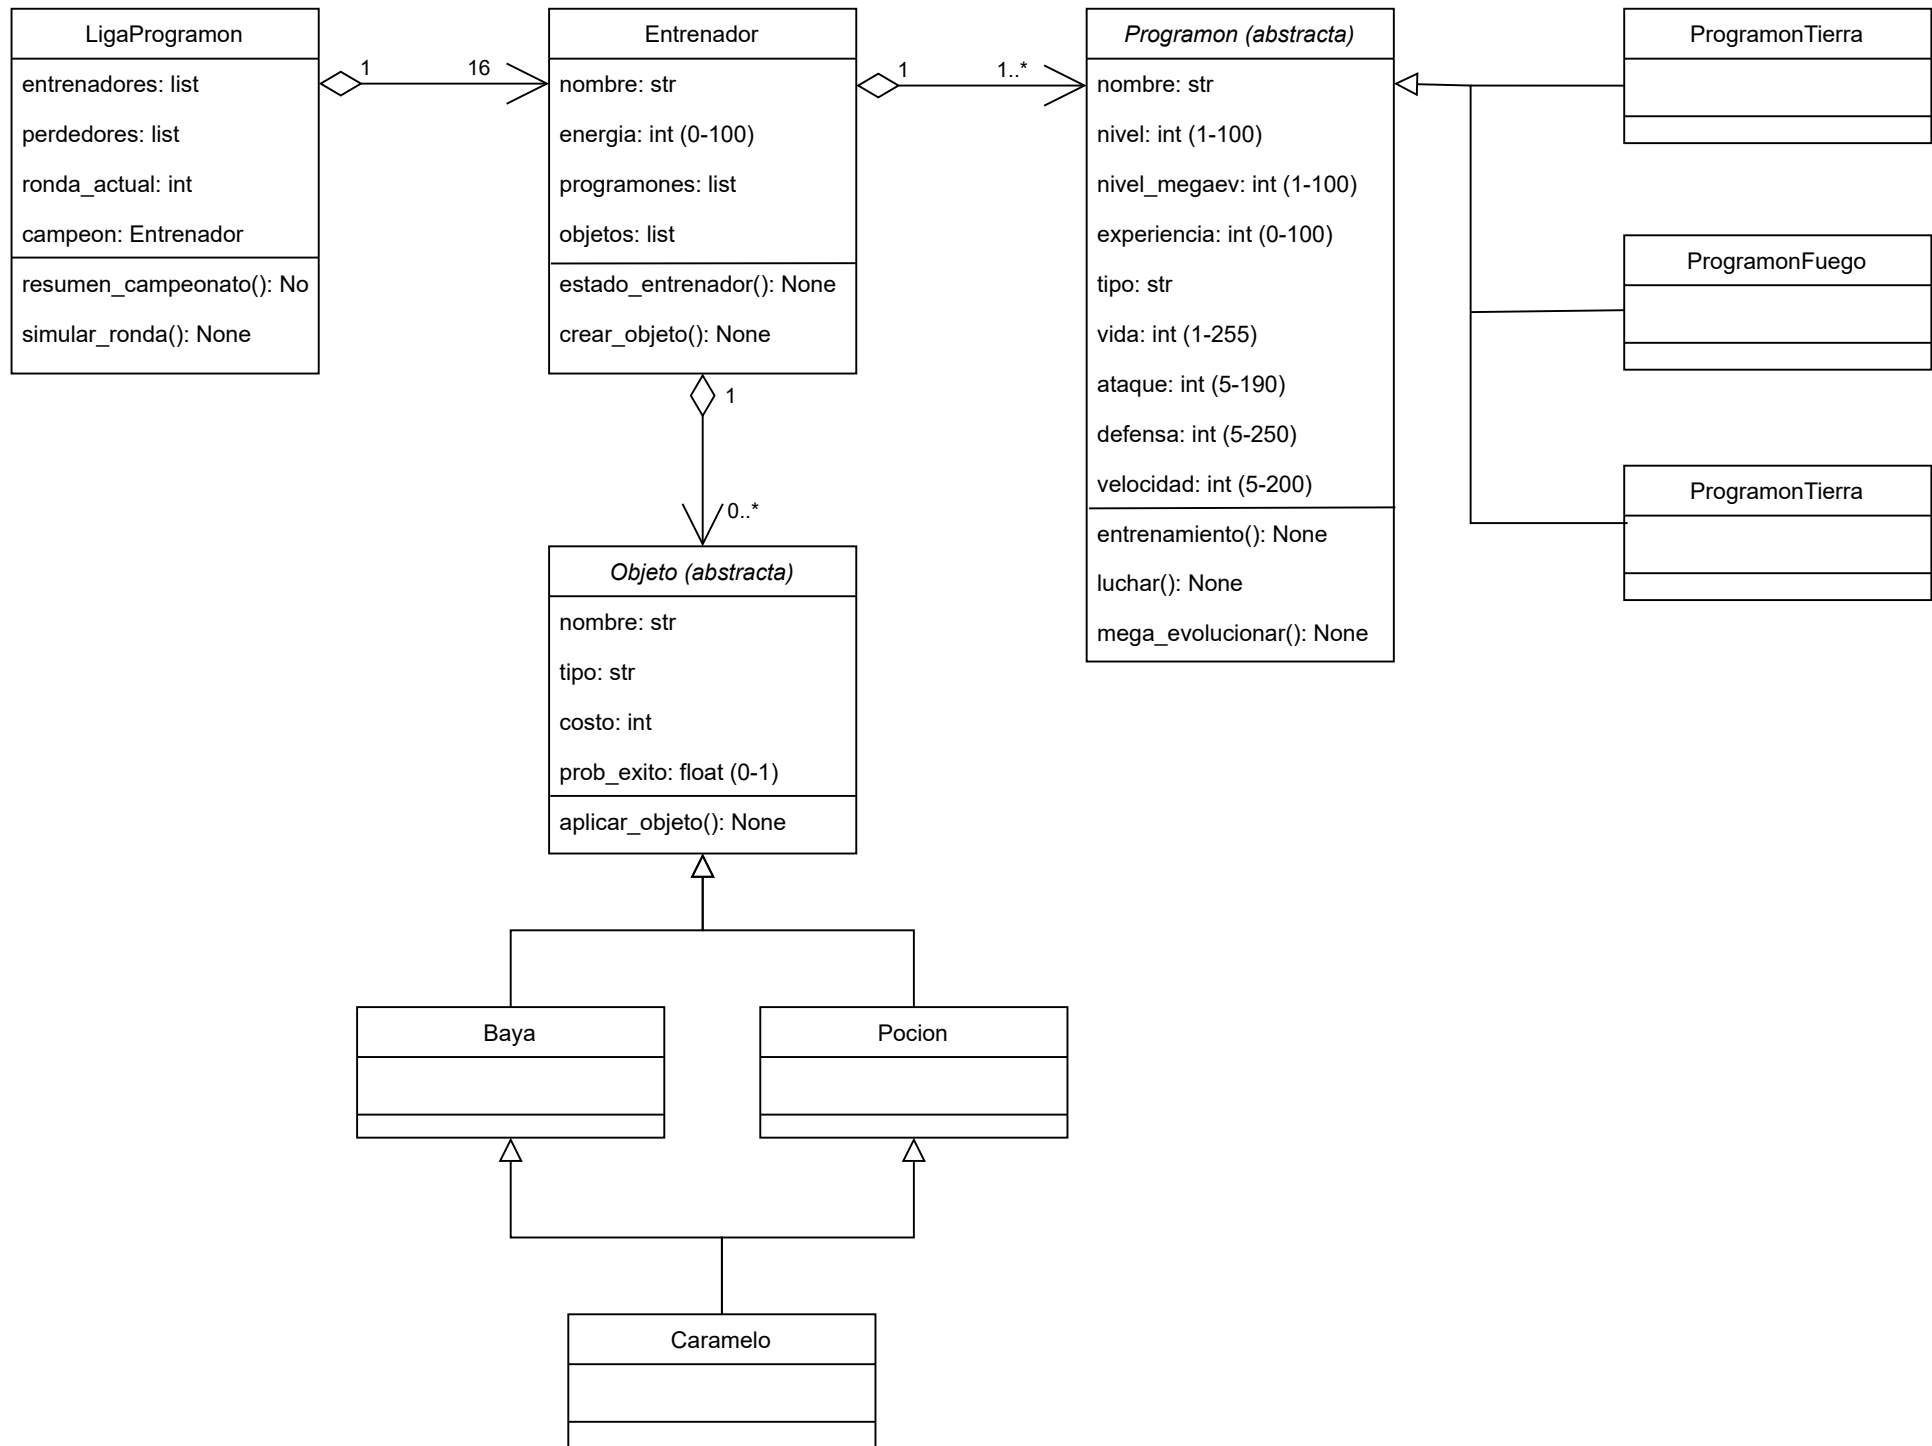 LigaProgramon
entrenadores: list
perdedores: list
ronda_actual: int
campeon: Entrenador
resumen_campeonato(): No
simular_ronda(): None
1
16
Entrenador
nombre: str
energia: int (0-100)
programones: list
objetos: list
estado_entrenador(): None
crear_objeto(): None
1
1..*
Programon (abstracta)
nombre: str
nivel: int (1-100)
nivel_megaev: int (1-100)
experiencia: int (0-100)
tipo: str
vida: int (1-255)
ataque: int (5-190)
defensa: int (5-250)
velocidad: int (5-200)
entrenamiento(): None
luchar(): None
mega_evolucionar(): None
ProgramonTierra
ProgramonFuego
ProgramonTierra
1
0..*
Objeto (abstracta)
nombre: str
tipo: str
costo: int
prob_exito: float (0-1)
aplicar_objeto(): None
Baya
Pocion
Caramelo